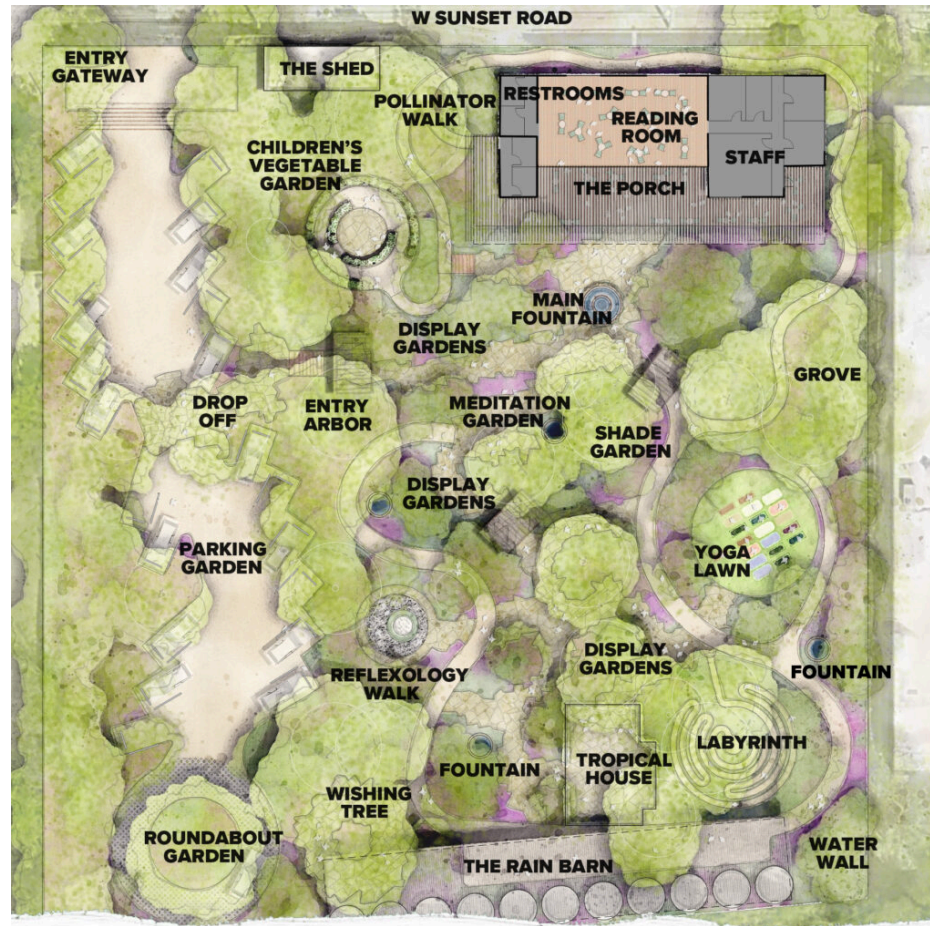 W SUNSET ROAD
ENTRY
GATEWAY
THE SHED
POLLINATOR
WALK
RESTROOMS
READING
ROOM
STAFF
CHILDREN'S
VEGETABLE
GARDEN
THE PORCH
MAIN
FOUNTAIN
DISPLAY
GARDENS
GROVE
DROP
OFF
ENTRY
ARBOR
MEDITATION
GARDEN
SHADE
GARDEN
DISPLAY
GARDENS
PARKING
GARDEN
YOGA
LAWN
REFLEXOLOGY
WALK
DISPLAY
GARDENS
FOUNTAIN
LABYRINTH
FOUNTAIN
TROPICAL
HOUSE
WISHING
TREE
ROUNDABOUT
GARDEN
THE RAIN BARN
WATER
WALL